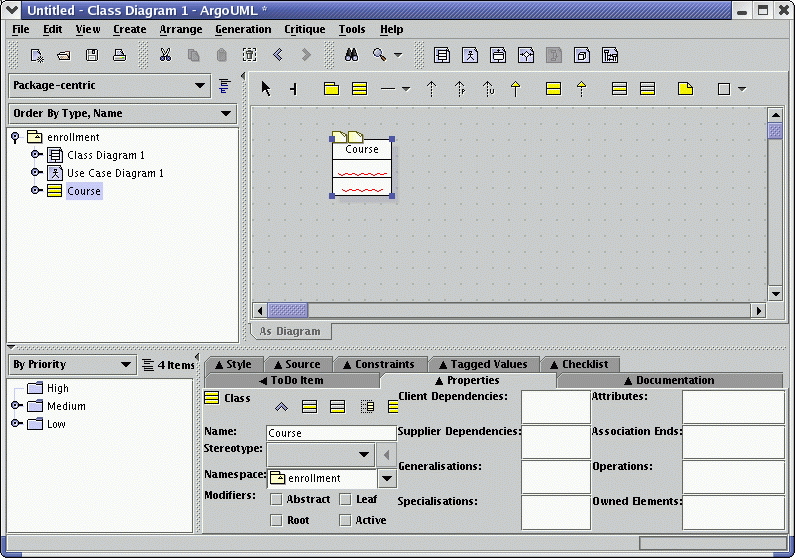 Untitled - Class Diagram 1 - ArgoUML *
File Edit View Create Arrange Generation Critique Tools Help
Package-centric
Order By Type, Name
enrollment
Class Diagram 1
Use Case Diagram 1
Course
Course
As Diagram
By Priority 4 Items
High
Medium
Low
▲ Style ▲ Source ▲ Constraints ▲ Tagged Values ▲ Checklist
◀ ToDo Item ▲ Properties ▲ Documentation
Class
Name: Course
Stereotype:
Namespace: enrollment
Modifiers: Abstract Leaf
Root Active
Client Dependencies:
Supplier Dependencies:
Generalisations:
Specialisations:
Attributes:
Association Ends:
Operations:
Owned Elements: